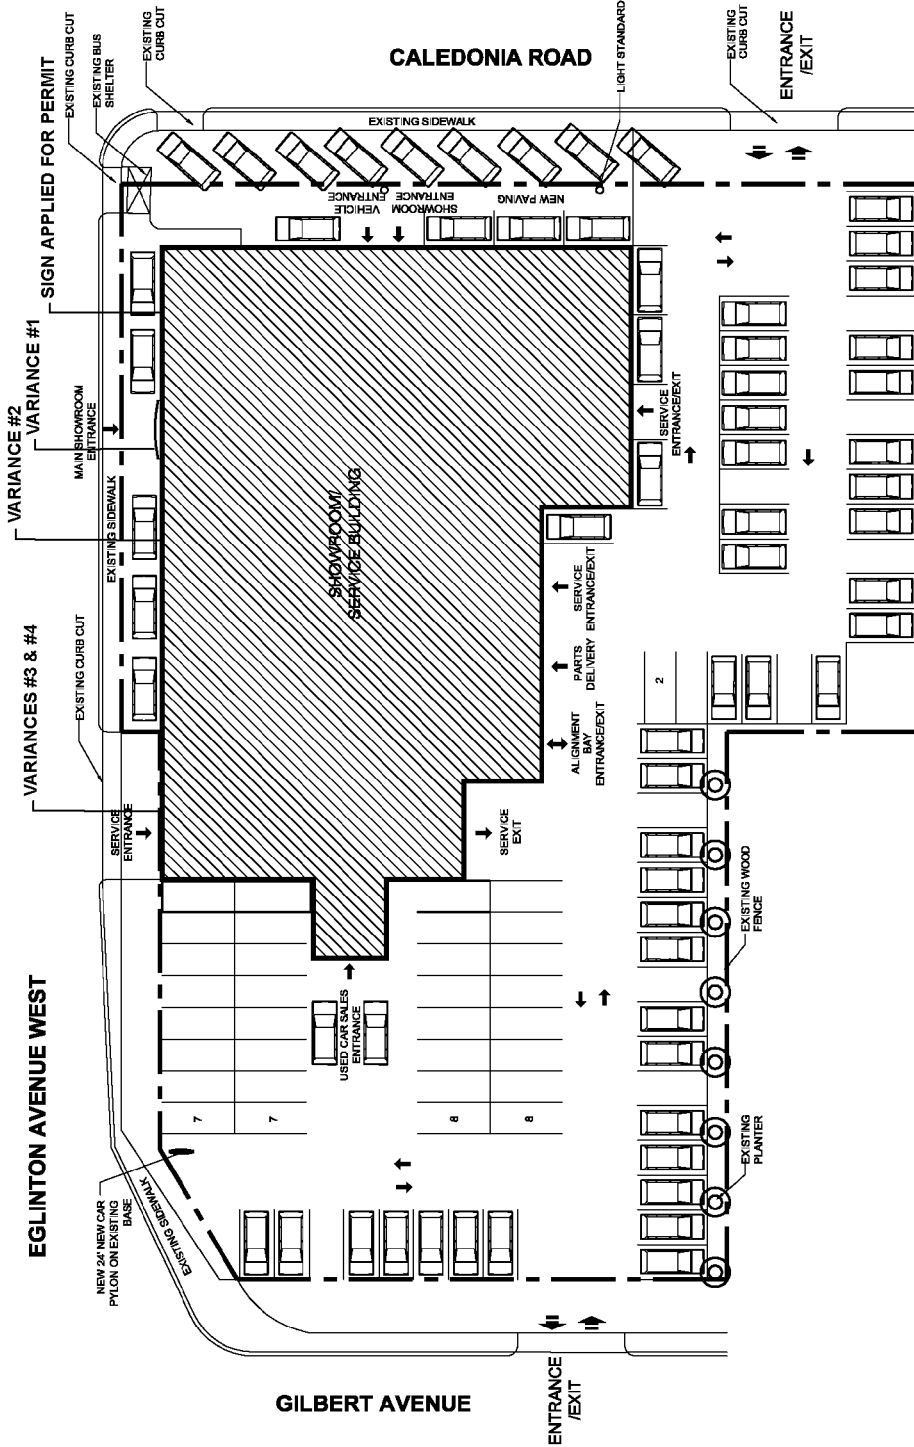 CALEDONIA ROAD
ENTRANCE
/EXIT
EXISTING
CURB CUT
LIGHT STANDARD
EXISTING
CURB CUT
EXISTING BUS
SHELTER
EXISTING CURB CUT
SIGN APPLIED FOR PERMIT
EXISTING SIDEWALK
VEHICLE
ENTRANCE
SHOWROOM
ENTRANCE
NEW PAVING
VARIANCE #1
VARIANCE #2
MAIN SHOWROOM
ENTRANCE
EXISTING SIDEWALK
VARIANCES #3 & #4
EXISTING CURB CUT
SERVICE
ENTRANCE
SHOWROOM/
SERVICE BUILDING
SERVICE
ENTRANCE/EXIT
SERVICE
ENTRANCE/EXIT
PARTS
DELIVERY
ALIGNMENT
BAY
ENTRANCE/EXIT
2
SERVICE
EXIT
EXISTING WOOD
FENCE
USED CAR SALES
ENTRANCE
7
7
8
8
EXISTING
PLANTER
EGLINTON AVENUE WEST
NEW 24' NEW CAR
PYLON ON EXISTING
BASE
EXISTING SIDEWALK
GILBERT AVENUE
ENTRANCE
/EXIT